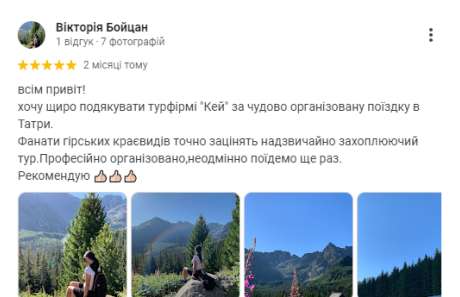 Вікторія Бойцан
1 відгук · 7 фотографій
2 місяці тому
всім привіт!
хочу щиро подякувати турфірмі "Кей" за чудово організовану поїздку в
Татри.
Фанати гірських краєвидів точно зацінять надзвичайно захоплюючий
тур.Професійно організовано,неодмінно поїдемо ще раз.
Рекомендую 👍🏻👍🏻👍🏻